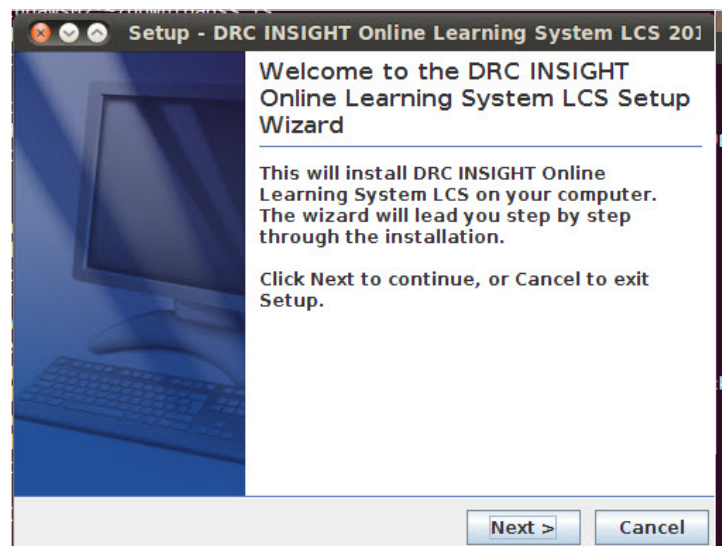 Setup - DRC INSIGHT Online Learning System LCS 201
Welcome to the DRC INSIGHT
Online Learning System LCS Setup
Wizard
This will install DRC INSIGHT Online
Learning System LCS on your computer.
The wizard will lead you step by step
through the installation.
Click Next to continue, or Cancel to exit
Setup.
Next >
Cancel